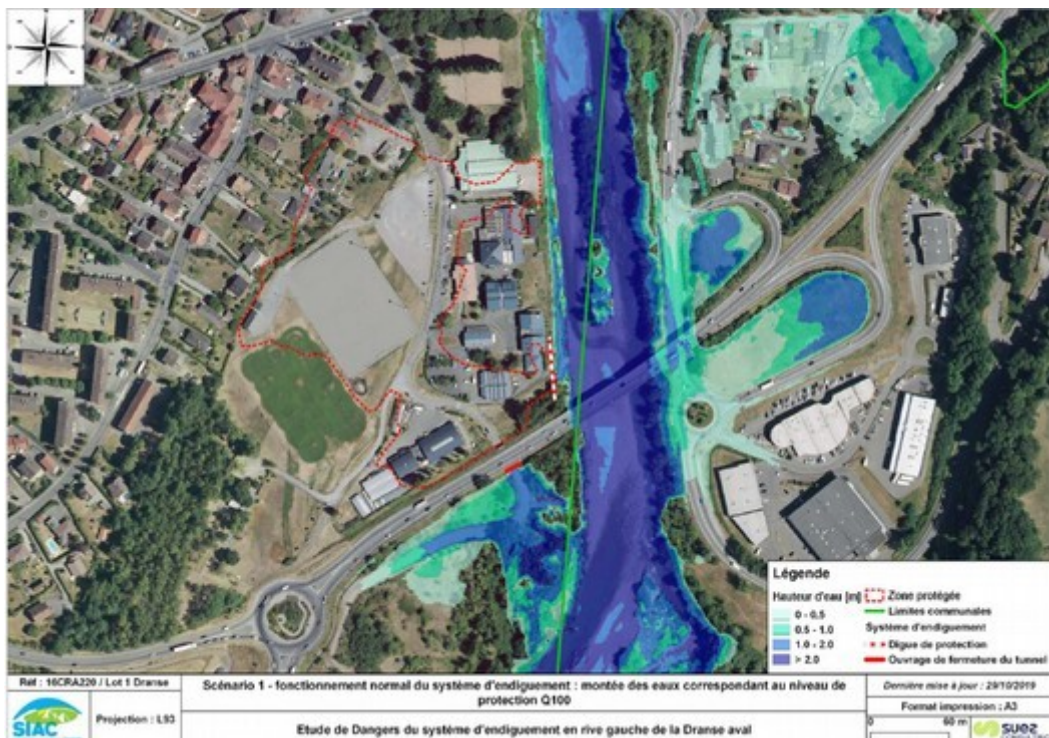 Légende
Hauteur d'eau [m]
0 - 0,5
0.5 - 1.0
1.0 - 2.0
> 2.0
Zone protégée
Limites communales
Système d'endiguement
Digue de protection
Ouvrage de fermeture du tunnel
Réf : 16CRA220 / Lot 1 Dranse
Projection : L93
SIAC
Scénario 1 - fonctionnement normal du système d'endiguement : montée des eaux correspondant au niveau de
protection Q100
Etude de Dangers du système d'endiguement en rive gauche de la Dranse aval
Dernière mise à jour : 29/10/2019
Format impression : A3
0 60 m
suez